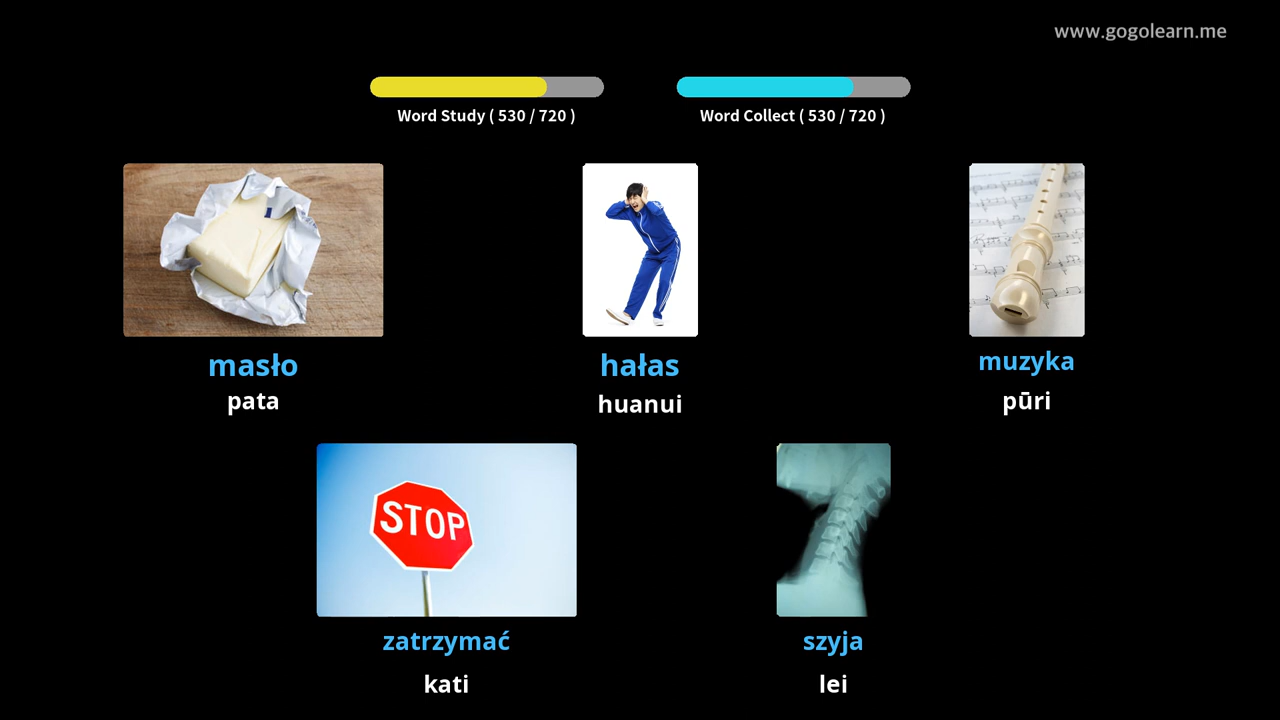 www.gogolearn.me
Word Study ( 530 / 720 )
Word Collect ( 530 / 720 )
masło
pata
hałas
huanui
muzyka
pūri
STOP
zatrzymać
kati
szyja
lei